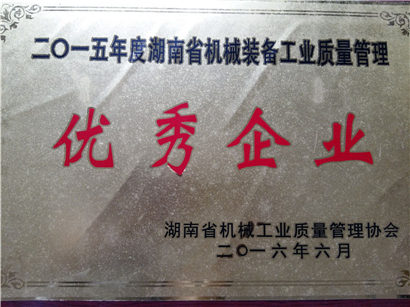 二〇一五年度湖南省机械装备工业质量管理
优秀企业
湖南省机械工业质量管理协会
二〇一六年六月